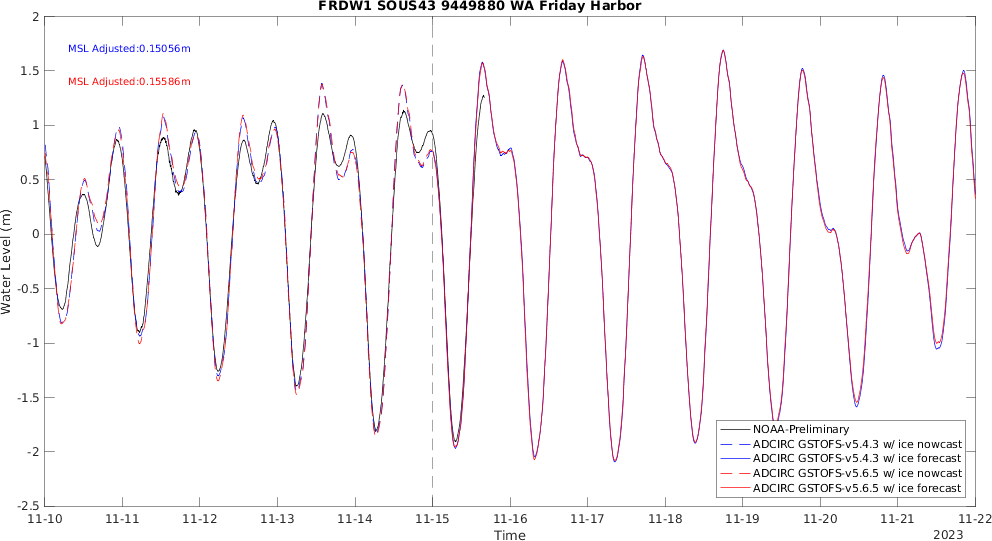 FRDW1 SOUS43 9449880 WA Friday Harbor
MSL Adjusted:0.15056m
MSL Adjusted:0.15586m
Water Level (m)
2
1.5
1
0.5
0
-0.5
-1
-1.5
-2
-2.5
NOAA-Preliminary
ADCIRC GSTOFS-v5.4.3 w/ ice nowcast
ADCIRC GSTOFS-v5.4.3 w/ ice forecast
ADCIRC GSTOFS-v5.6.5 w/ ice nowcast
ADCIRC GSTOFS-v5.6.5 w/ ice forecast
11-10 11-11 11-12 11-13 11-14 11-15 11-16 11-17 11-18 11-19 11-20 11-21 11-22
Time
2023